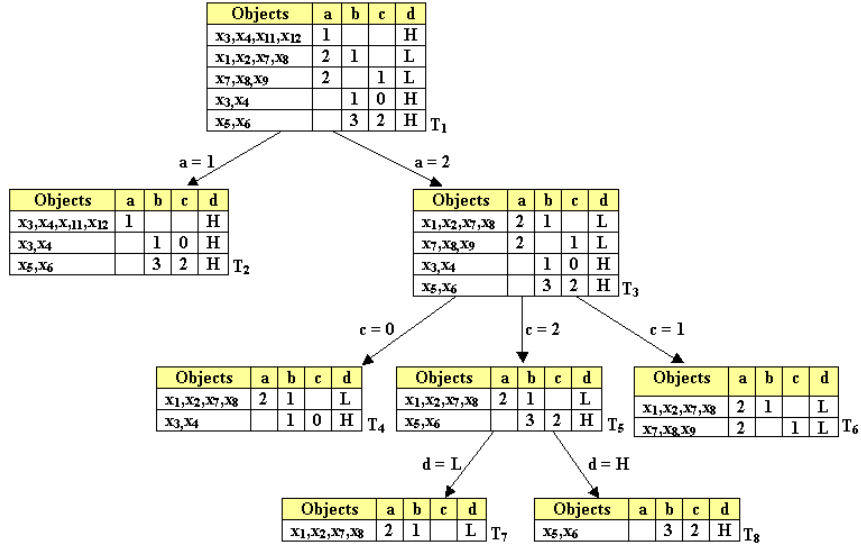 Objects a b c d
x3,x4,x11,x12 1 H
x1,x2,x7,x8 2 1 L
x7,x8,x9 2 1 L
x3,x4 1 0 H
x5,x6 3 2 H T1
a = 1 a = 2
Objects a b c d
x3,x4,x,11,x12 1 H
x3,x4 1 0 H
x5,x6 3 2 H T2
Objects a b c d
x1,x2,x7,x8 2 1 L
x7,x8,x9 2 1 L
x3,x4 1 0 H
x5,x6 3 2 H T3
c = 0 c = 2 c = 1
Objects a b c d
x1,x2,x7,x8 2 1 L
x3,x4 1 0 H T4
Objects a b c d
x1,x2,x7,x8 2 1 L
x5,x6 3 2 H T5
Objects a b c d
x1,x2,x7,x8 2 1 L
x7,x8,x9 2 1 L T6
d = L d = H
Objects a b c d
x1,x2,x7,x8 2 1 L T7
Objects a b c d
x5,x6 3 2 H T8